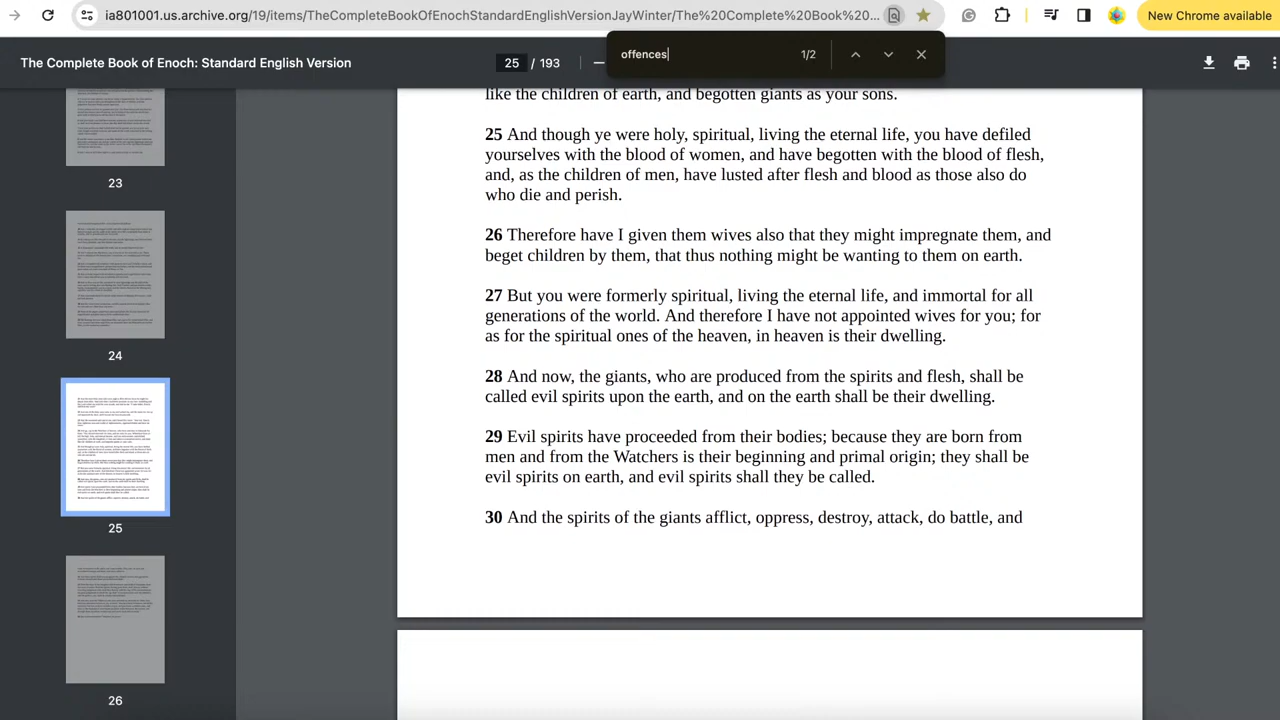 ia801001.us.archive.org/19/items/TheCompleteBookOfEnochStandardEnglishVersionJayWinter/The%20Complete%20Book%20...
New Chrome available
The Complete Book of Enoch: Standard English Version
25 / 193
offences
1/2
23
24
25
26
like the children of earth, and begotten giants as your sons.
25 And though ye were holy, spiritual, living the eternal life, you have defiled
yourselves with the blood of women, and have begotten with the blood of flesh,
and, as the children of men, have lusted after flesh and blood as those also do
who die and perish.
26 Therefore have I given them wives also that they might impregnate them, and
beget children by them, that thus nothing might be wanting to them on earth.
27 But you were formerly spiritual, living the eternal life, and immortal for all
generations of the world. And therefore I have not appointed wives for you; for
as for the spiritual ones of the heaven, in heaven is their dwelling.
28 And now, the giants, who are produced from the spirits and flesh, shall be
called evil spirits upon the earth, and on the earth shall be their dwelling.
29 Evil spirits have proceeded from their bodies; because they are born from
men and from the Watchers is their beginning and primal origin; they shall be
evil spirits on earth, and evil spirits shall they be called.
30 And the spirits of the giants afflict, oppress, destroy, attack, do battle, and